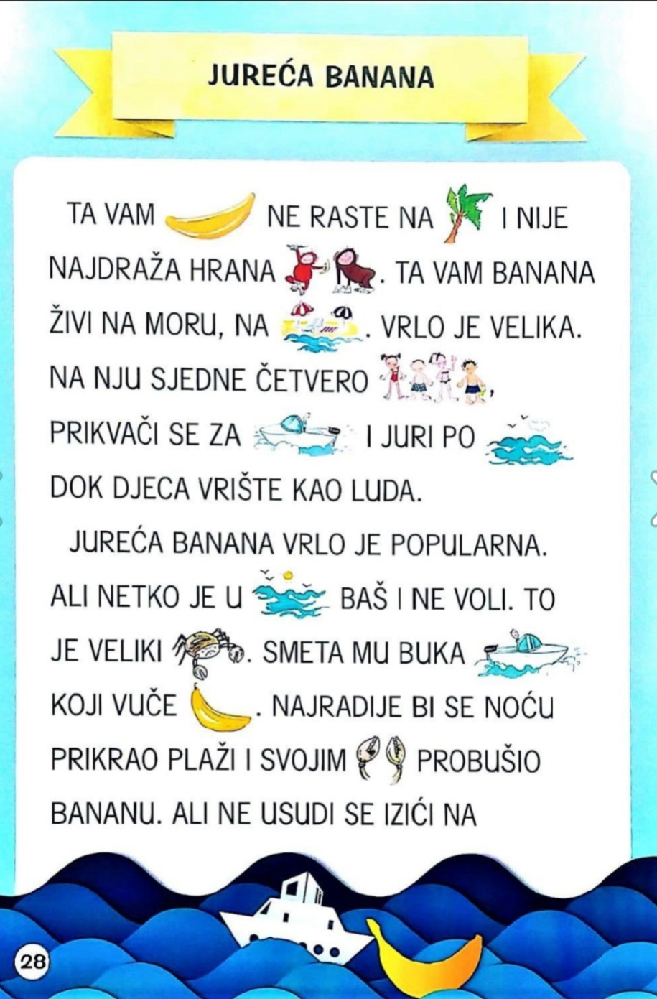 JUREĆA BANANA
TA VAM NE RASTE NA I NIJE
NAJDRAŽA HRANA . TA VAM BANANA
ŽIVI NA MORU, NA . VRLO JE VELIKA.
NA NJU SJEDNE ČETVERO ,
PRIKVAČI SE ZA I JURI PO
DOK DJECA VRIŠTE KAO LUDA.
JUREĆA BANANA VRLO JE POPULARNA.
ALI NETKO JE U BAŠ I NE VOLI. TO
JE VELIKI . SMETA MU BUKA
KOJI VUČE . NAJRADIJE BI SE NOĆU
PRIKRAO PLAŽI I SVOJIM PROBUŠIO
BANANU. ALI NE USUDI SE IZIĆI NA
28